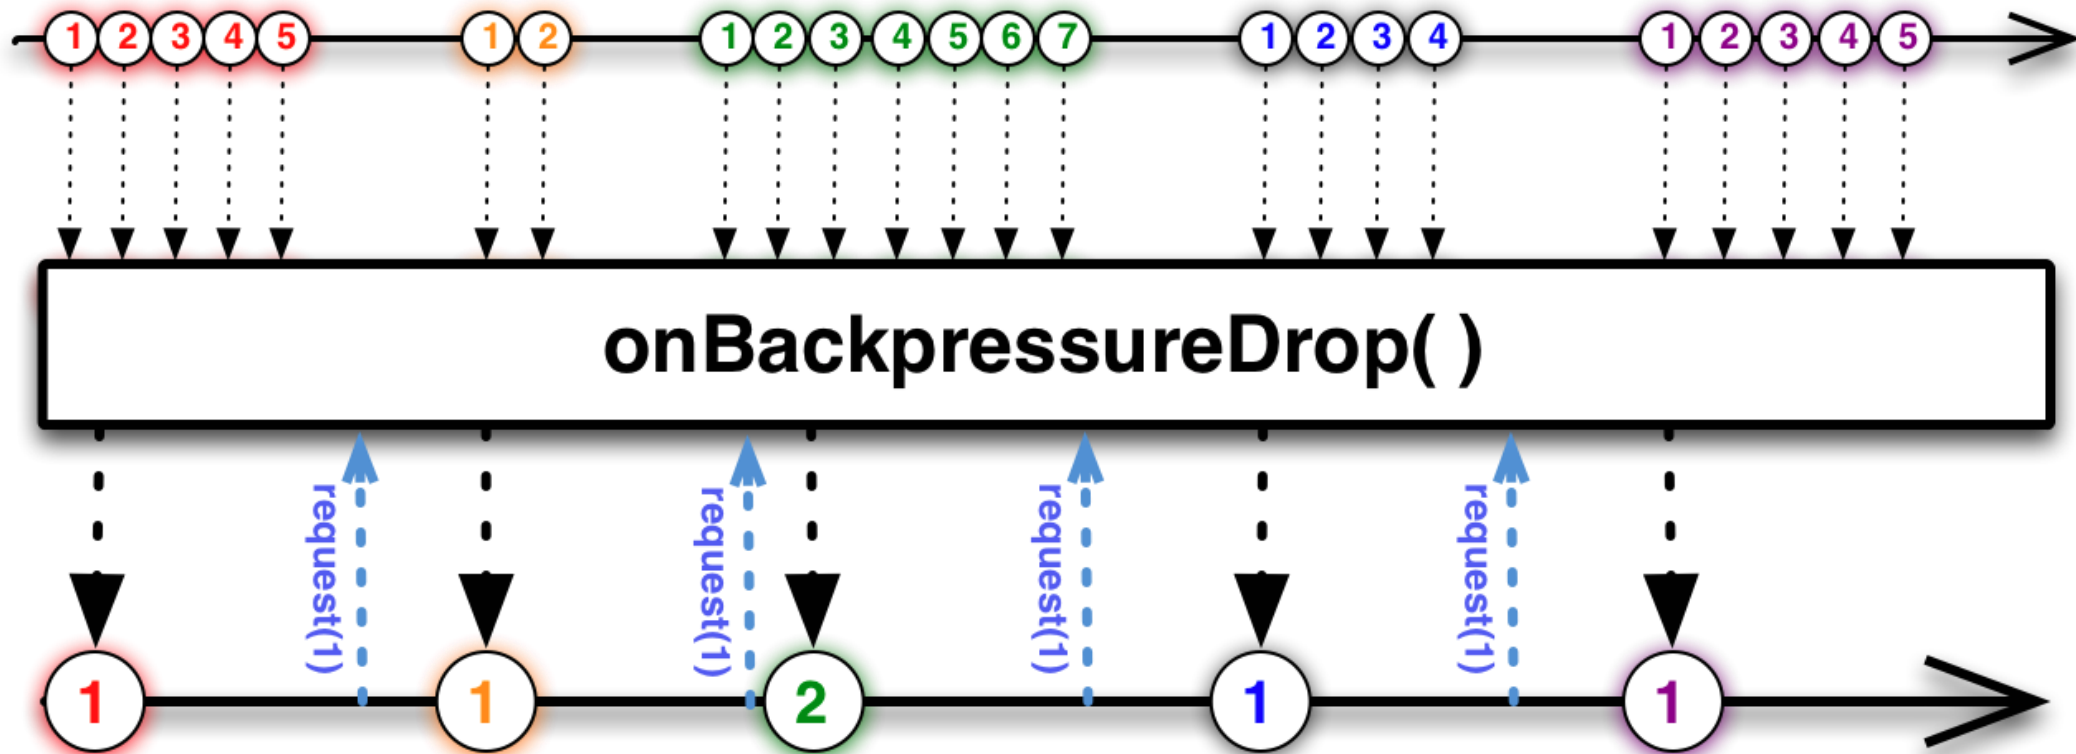 1 2 3 4 5 1 2 1 2 3 4 5 6 7 1 2 3 4 1 2 3 4 5
onBackpressureDrop( )
request(1) request(1) request(1) request(1)
1 1 2 1 1